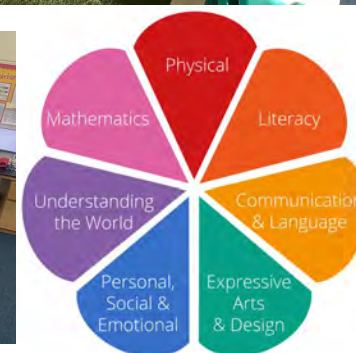 Physical
Literacy
Communication
& Language
Expressive
Arts
& Design
Personal,
Social &
Emotional
Understanding
the World
Mathematics